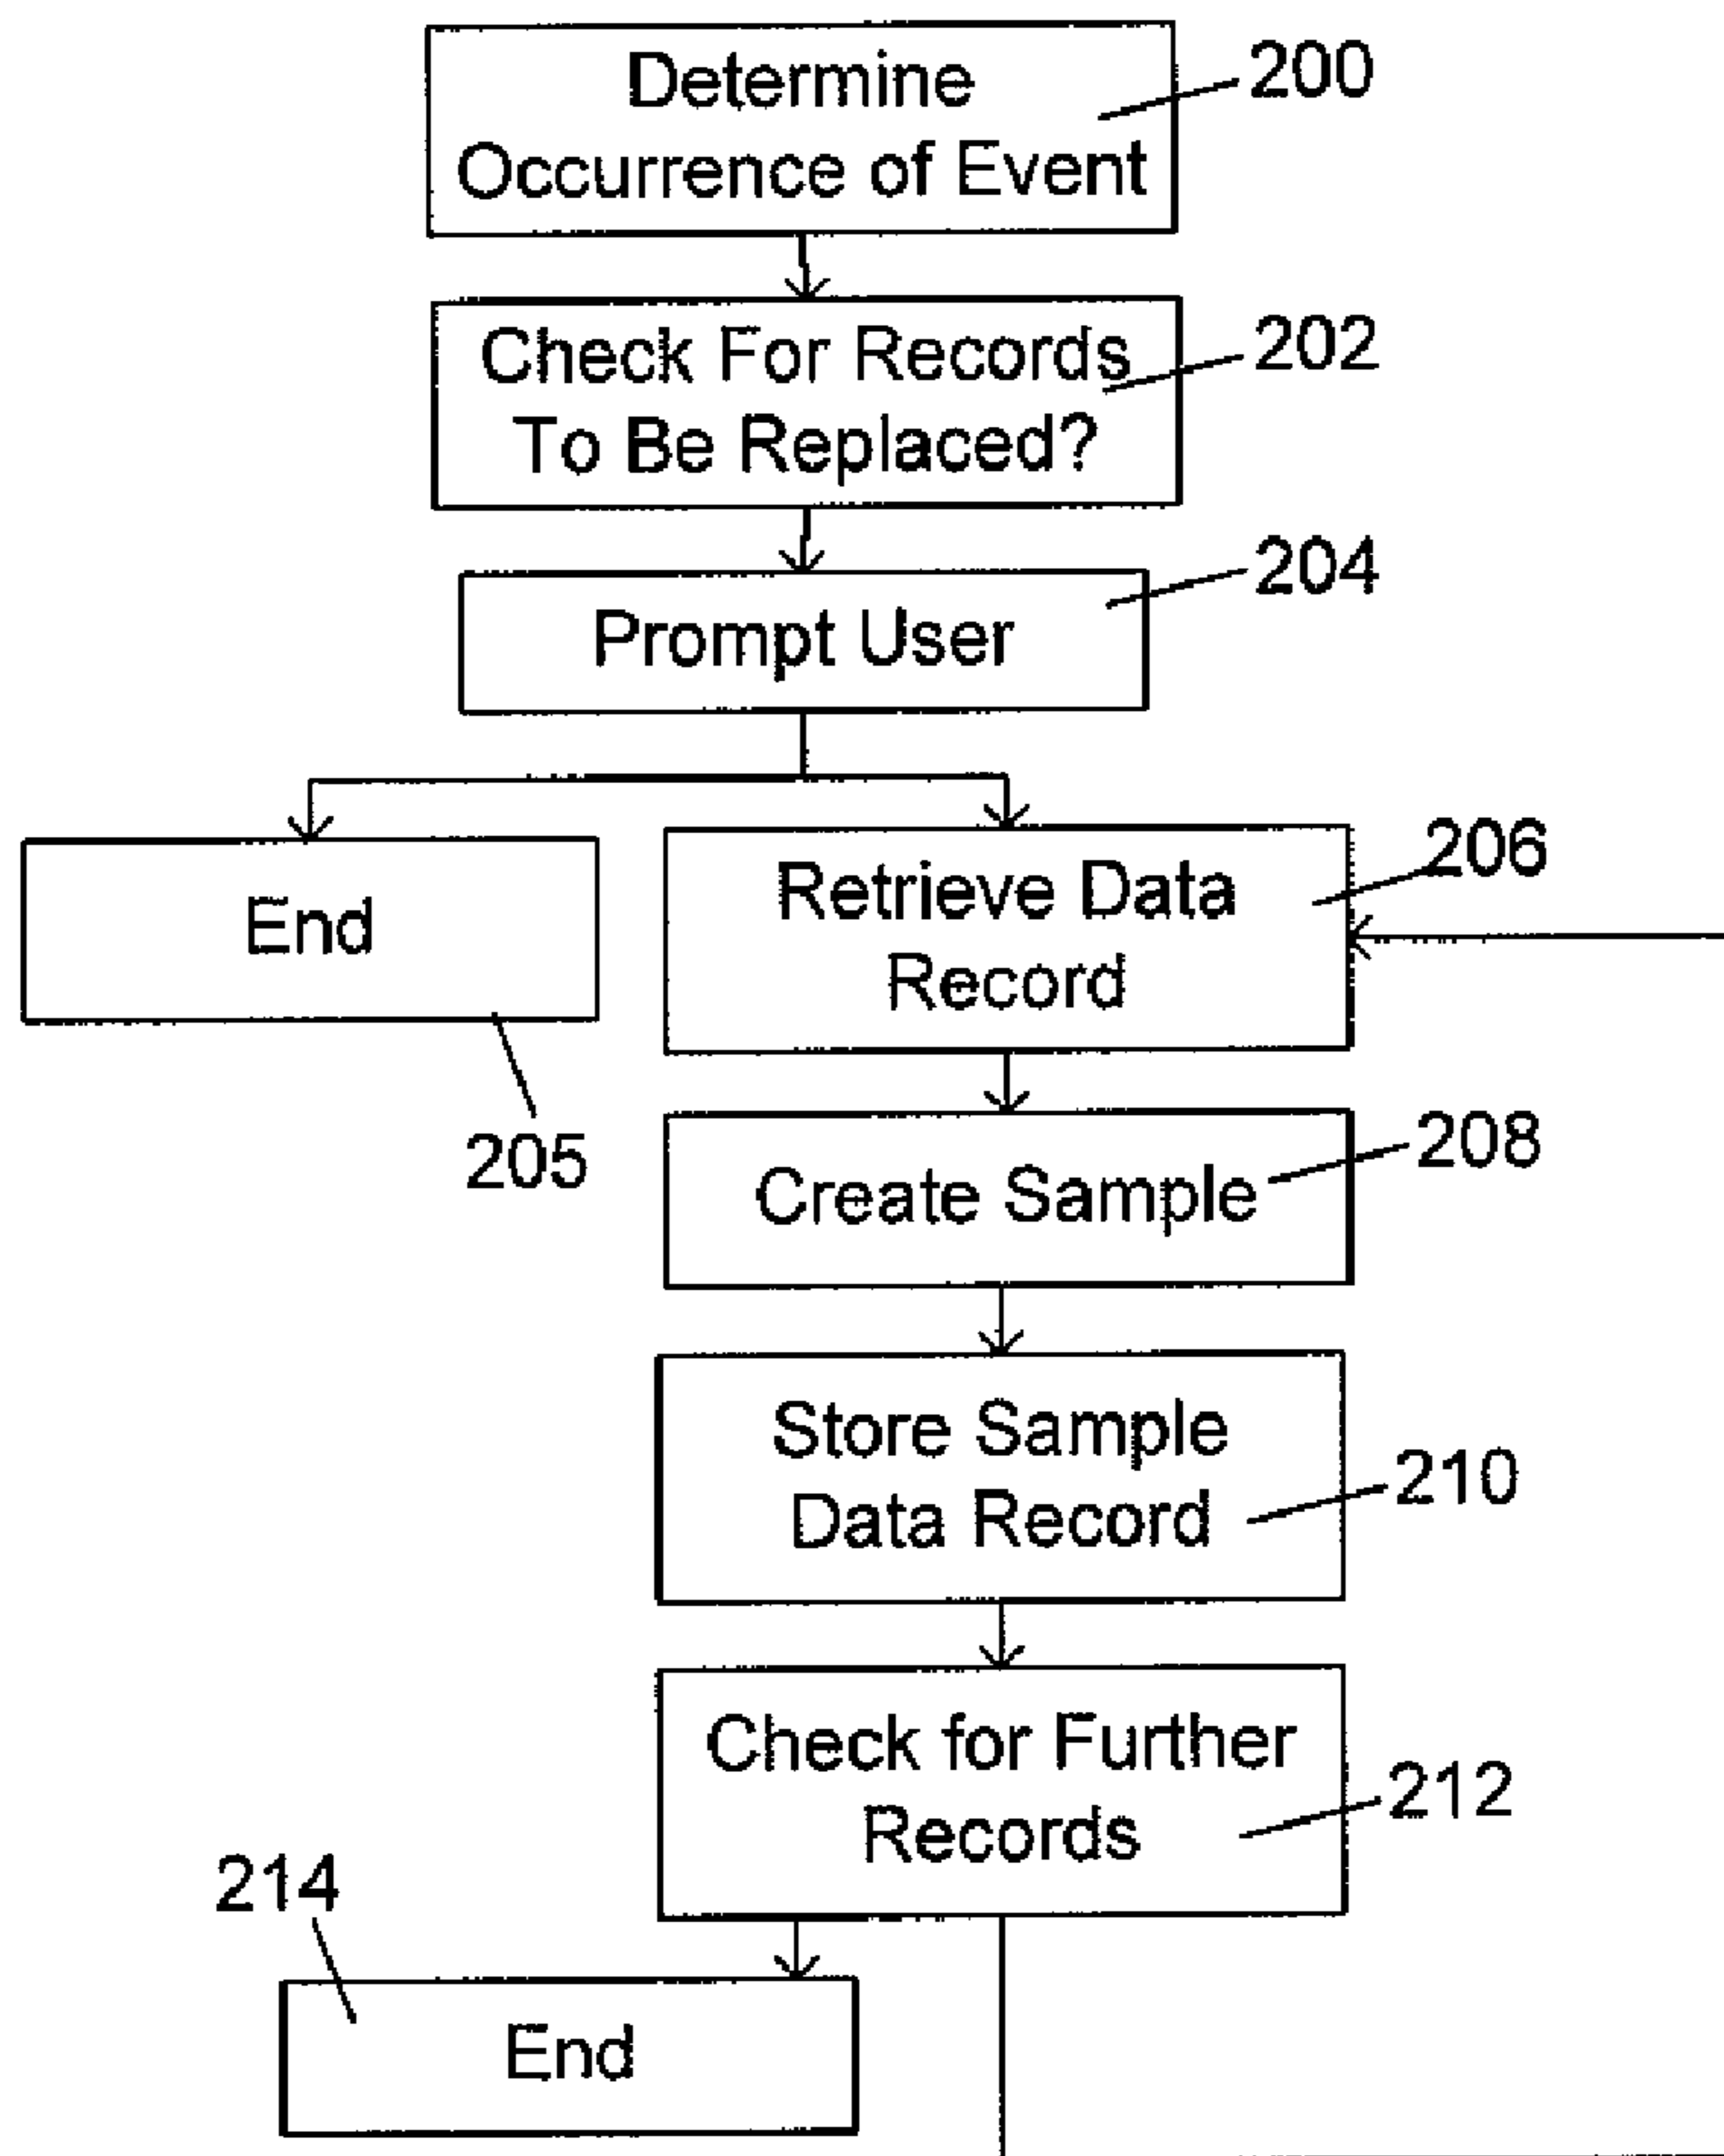 Determine
Occurrence of Event
200
Check For Records
To Be Replaced?
202
Prompt User
204
End
205
Retrieve Data
Record
206
Create Sample
208
Store Sample
Data Record
210
Check for Further
Records
212
214
End